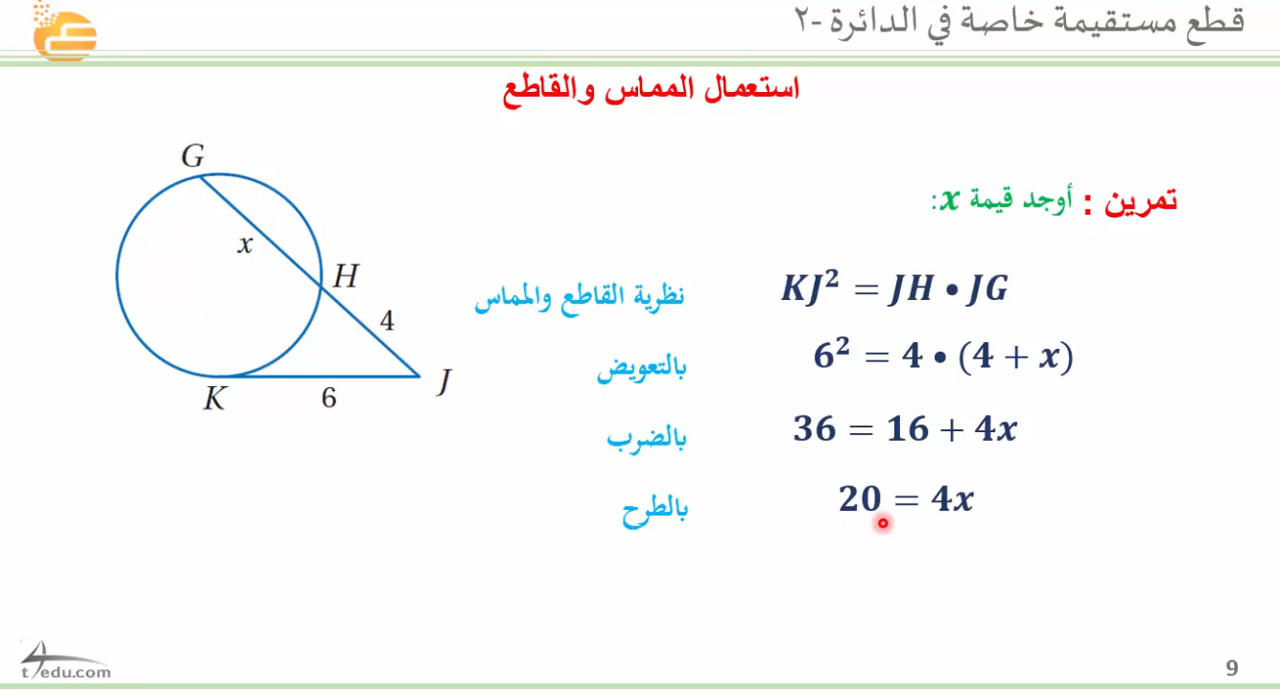 قطع مستقيمة خاصة في الدائرة -٢
استعمال المماس والقاطع
تمرين : أوجد قيمة x:
G
x
H
4
J
K
6
KJ² = JH • JG نظرية القاطع والمماس
6² = 4 • (4 + x) بالتعويض
36 = 16 + 4x بالضرب
20 = 4x بالطرح
t4edu.com
9